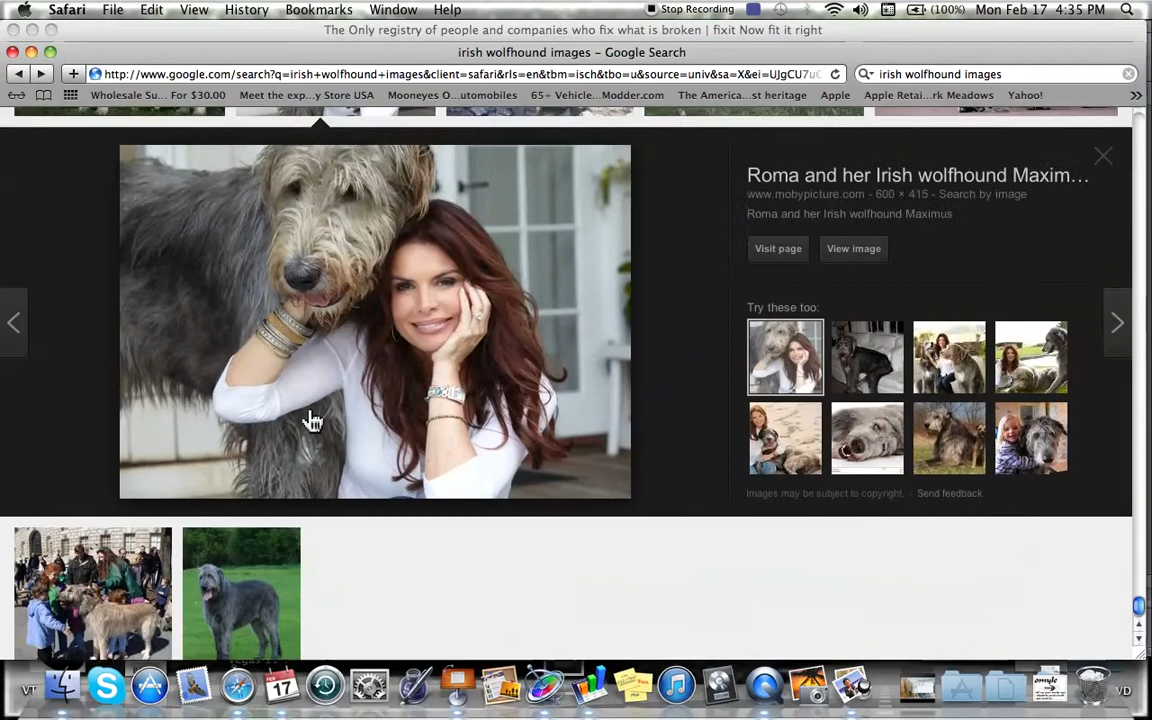 Safari File Edit View History Bookmarks Window Help Stop Recording (100%) Mon Feb 17 4:35 PM
The Only registry of people and companies who fix what is broken | fixit Now fit it right
irish wolfhound images – Google Search
http://www.google.com/search?q=irish+wolfhound+images&client=safari&rls=en&tbm=isch&tbo=u&source=univ&sa=X&ei=UJgCU7uC irish wolfhound images
Wholesale Su... For $30.00 Meet the exp...y Store USA Mooneyes O...utomobiles 65+ Vehicle...Modder.com The America...st heritage Apple Apple Retai...rk Meadows Yahoo!
Roma and her Irish wolfhound Maxim...
www.mobypicture.com - 600 × 415 - Search by image
Roma and her Irish wolfhound Maximus
Visit page View image
Try these too:
Images may be subject to copyright. - Send feedback
VT FEB 17 VD